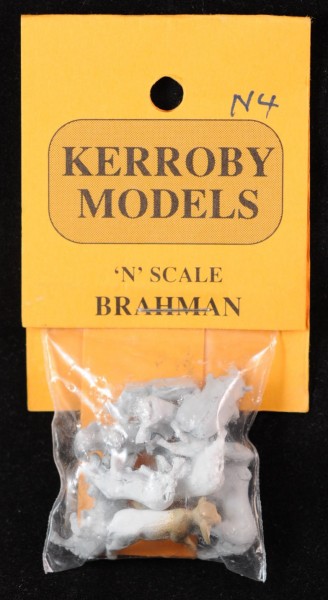 N4
KERROBY
MODELS
‘N’ SCALE
BRAHMAN